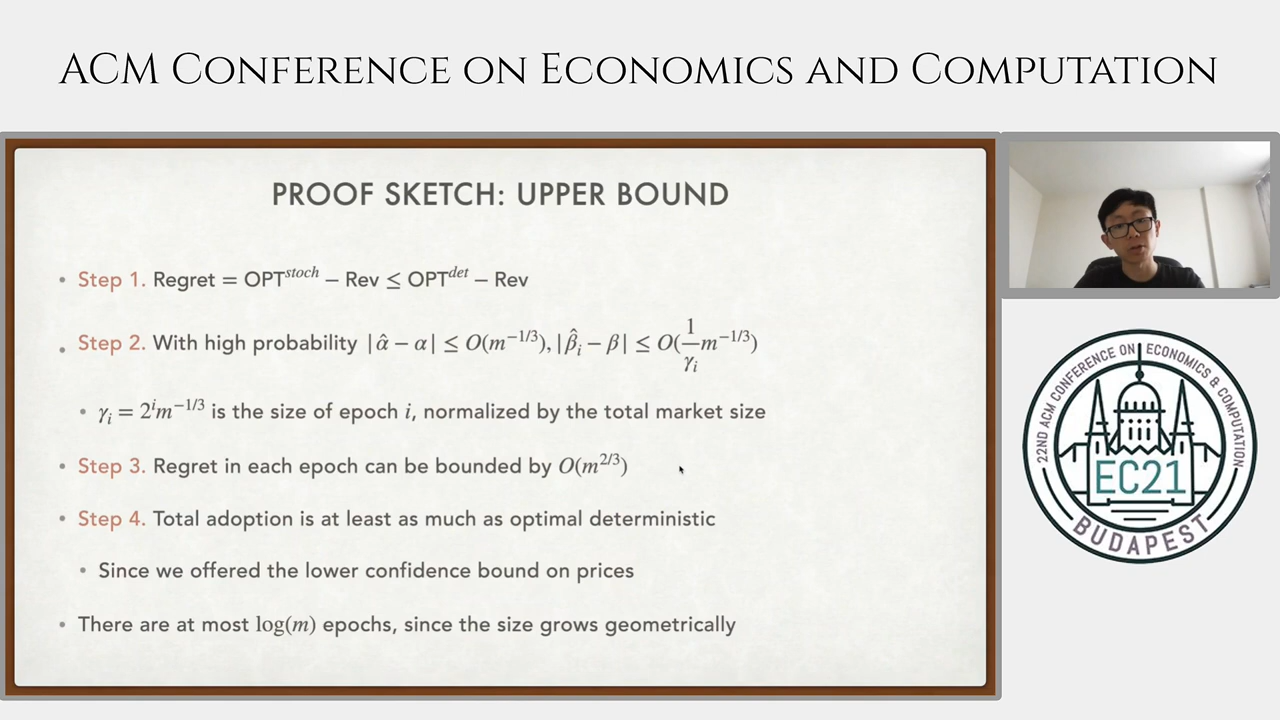 ACM Conference on Economics and Computation
PROOF SKETCH: UPPER BOUND
• Step 1. Regret = OPT^{stoch} − Rev ≤ OPT^{det} − Rev
• Step 2. With high probability |α̂ − α| ≤ O(m^{−1/3}), |β̂_i − β| ≤ O(\frac{1}{γ_i}m^{−1/3})
• γ_i = 2^i m^{−1/3} is the size of epoch i, normalized by the total market size
• Step 3. Regret in each epoch can be bounded by O(m^{2/3})
• Step 4. Total adoption is at least as much as optimal deterministic
• Since we offered the lower confidence bound on prices
• There are at most log(m) epochs, since the size grows geometrically
22ND ACM CONFERENCE ON ECONOMICS & COMPUTATION
EC21
BUDAPEST